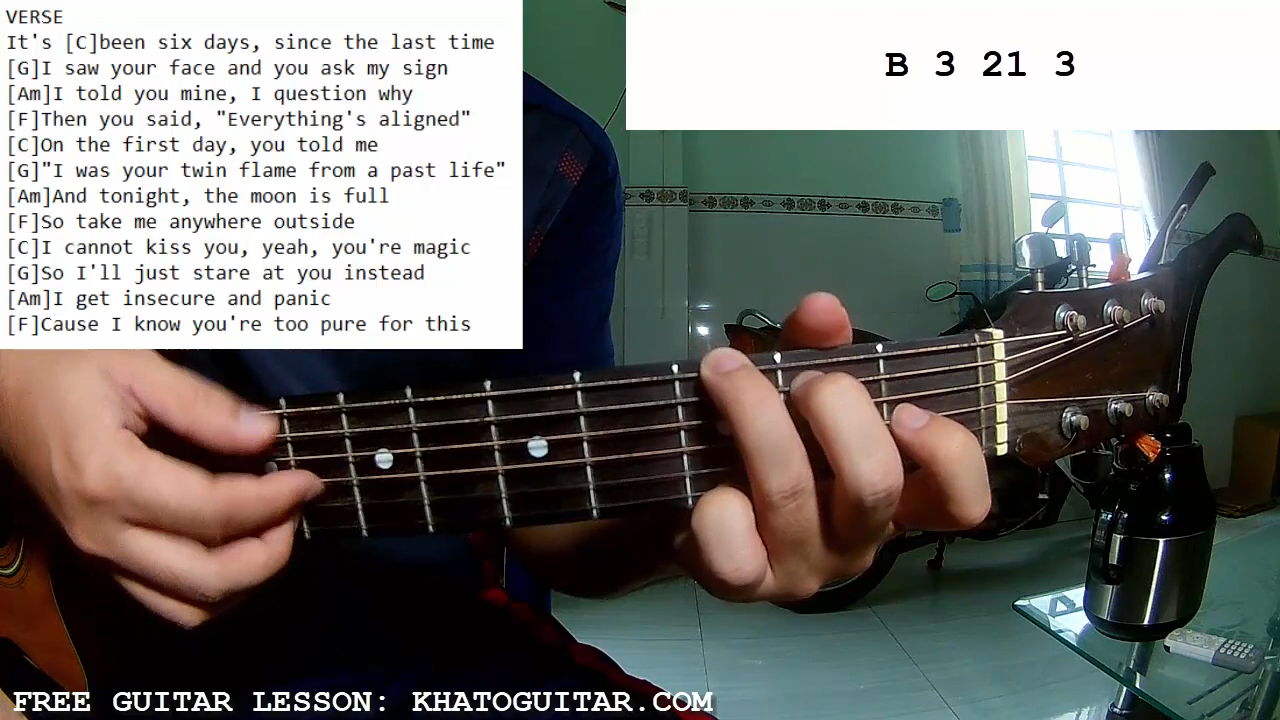 VERSE
It's [C]been six days, since the last time
[G]I saw your face and you ask my sign
[Am]I told you mine, I question why
[F]Then you said, "Everything's aligned"
[C]On the first day, you told me
[G]"I was your twin flame from a past life"
[Am]And tonight, the moon is full
[F]So take me anywhere outside
[C]I cannot kiss you, yeah, you're magic
[G]So I'll just stare at you instead
[Am]I get insecure and panic
[F]Cause I know you're too pure for this
B 3 21 3
FREE GUITAR LESSON: KHATOGUITAR.COM